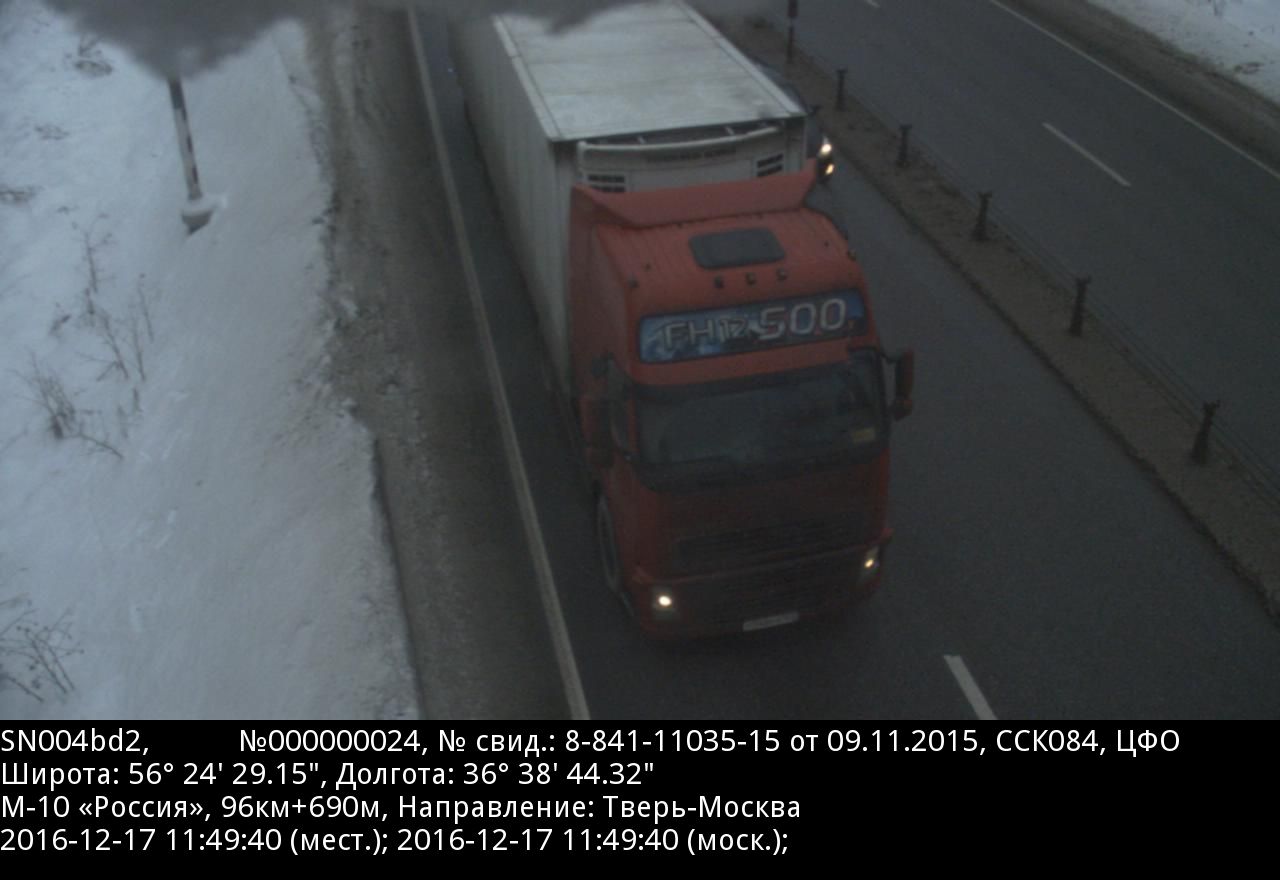 FH12 500
SN004bd2, №000000024, № свид.: 8-841-11035-15 от 09.11.2015, ССК084, ЦФО
Широта: 56° 24' 29.15", Долгота: 36° 38' 44.32"
М-10 «Россия», 96км+690м, Направление: Тверь-Москва
2016-12-17 11:49:40 (мест.); 2016-12-17 11:49:40 (моск.);